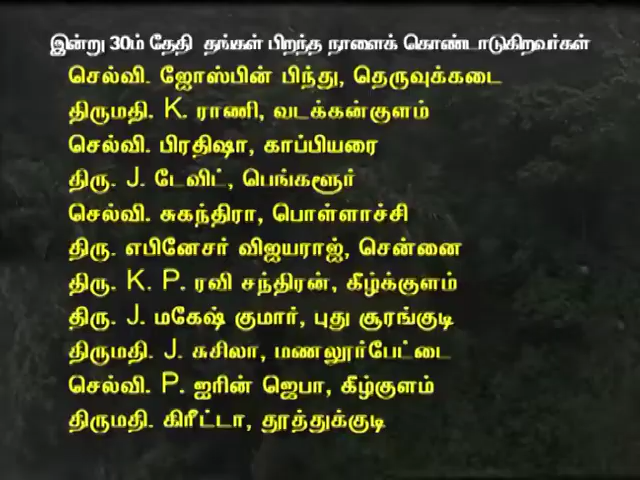 இன்று 30ம் தேதி தங்கள் பிறந்த நாளைக் கொண்டாடுகிறவர்கள்
செல்வி. ஜோஸ்பின் பிந்து, தெருவுக்கடை
திருமதி. K. ராணி, வடக்கன்குளம்
செல்வி. பிரதிஷா, காப்பியரை
திரு. J. டேவிட், பெங்களூர்
செல்வி. சுகந்திரா, பொள்ளாச்சி
திரு. எபினேசர் விஜயராஜ், சென்னை
திரு. K. P. ரவி சந்திரன், கீழ்க்குளம்
திரு. J. மகேஷ் குமார், புது சூரங்குடி
திருமதி. J. சுசிலா, மணலூர்பேட்டை
செல்வி. P. ஐரின் ஜெபா, கீழ்குளம்
திருமதி. கிரீட்டா, தூத்துக்குடி